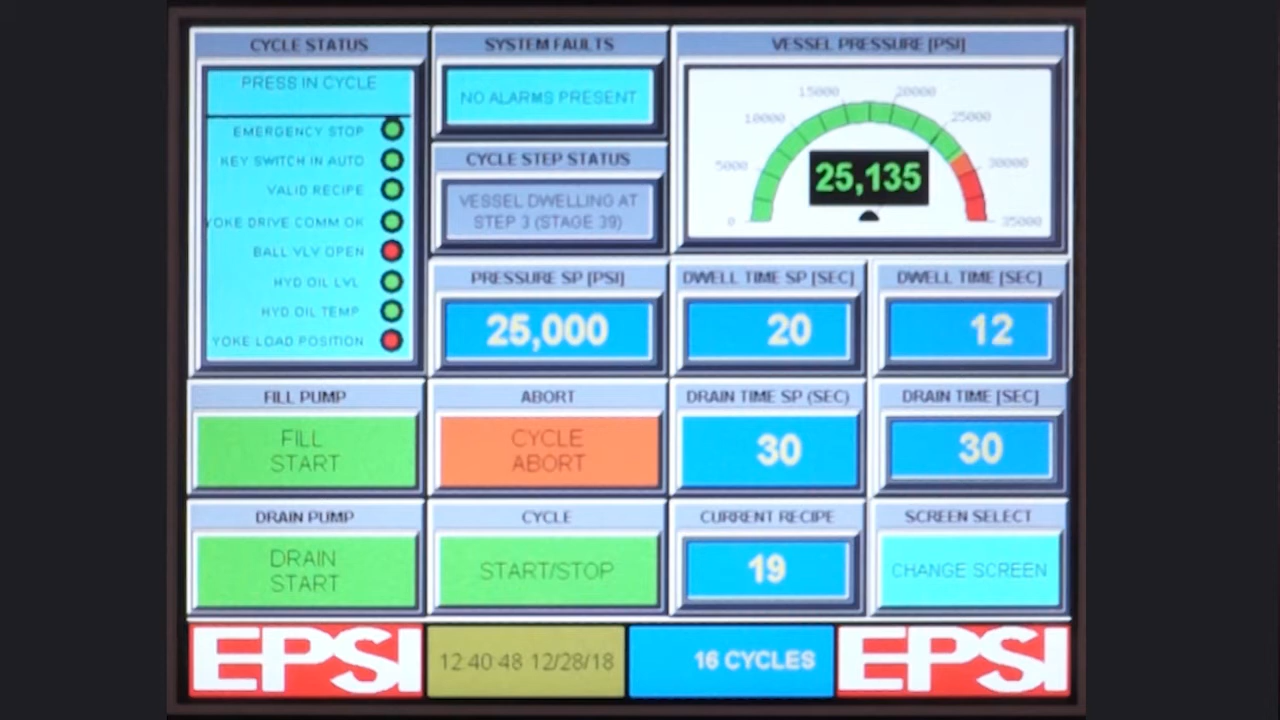 CYCLE STATUS
PRESS IN CYCLE
EMERGENCY STOP
KEY SWITCH IN AUTO
VALID RECIPE
YOKE DRIVE COMM OK
BALL VLV OPEN
HYD OIL LVL
HYD OIL TEMP
YOKE LOAD POSITION
SYSTEM FAULTS
NO ALARMS PRESENT
CYCLE STEP STATUS
VESSEL DWELLING AT
STEP 3 (STAGE 39)
VESSEL PRESSURE [PSI]
0
5000
10000
15000
20000
25000
30000
35000
25,135
PRESSURE SP [PSI]
25,000
DWELL TIME SP [SEC]
20
DWELL TIME [SEC]
12
FILL PUMP
FILL
START
ABORT
CYCLE
ABORT
DRAIN TIME SP (SEC)
30
DRAIN TIME [SEC]
30
DRAIN PUMP
DRAIN
START
CYCLE
START/STOP
CURRENT RECIPE
19
SCREEN SELECT
CHANGE SCREEN
EPSI
12:40:48 12/28/18
16 CYCLES
EPSI